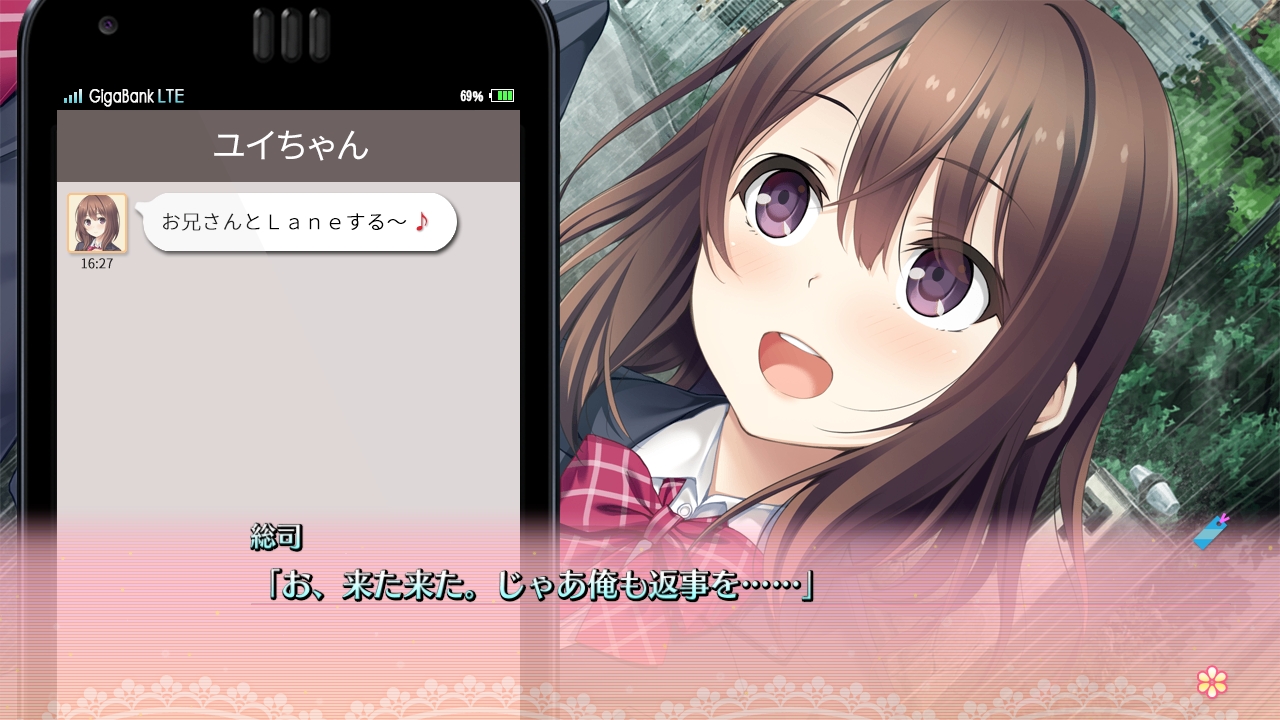 GigaBank LTE
69%
ユイちゃん
お兄さんとＬａｎｅする～♪
16:27
総司
「お、来た来た。じゃあ俺も返事を……」